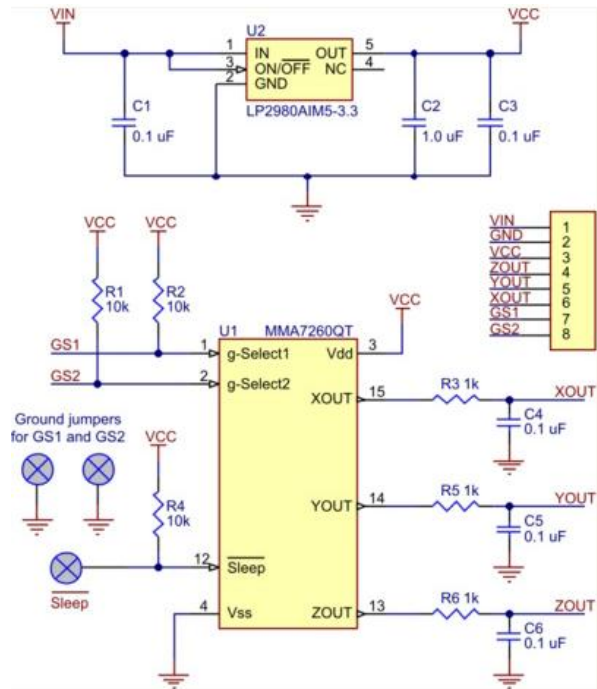 VIN
U2
VCC
1 IN OUT 5
3 ON/OFF NC 4
2 GND
LP2980AIM5-3.3
C1
0.1 uF
C2
1.0 uF
C3
0.1 uF
VCC
VCC
R1
10k
R2
10k
VIN 1
GND 2
VCC 3
ZOUT 4
YOUT 5
XOUT 6
GS1 7
GS2 8
VCC
U1 MMA7260QT
GS1 1 g-Select1 Vdd 3
GS2 2 g-Select2
XOUT 15 R3 1k XOUT
C4
0.1 uF
Ground jumpers
for GS1 and GS2
VCC
R4
10k
YOUT 14 R5 1k YOUT
C5
0.1 uF
12 Sleep
Sleep
4 Vss ZOUT 13 R6 1k ZOUT
C6
0.1 uF